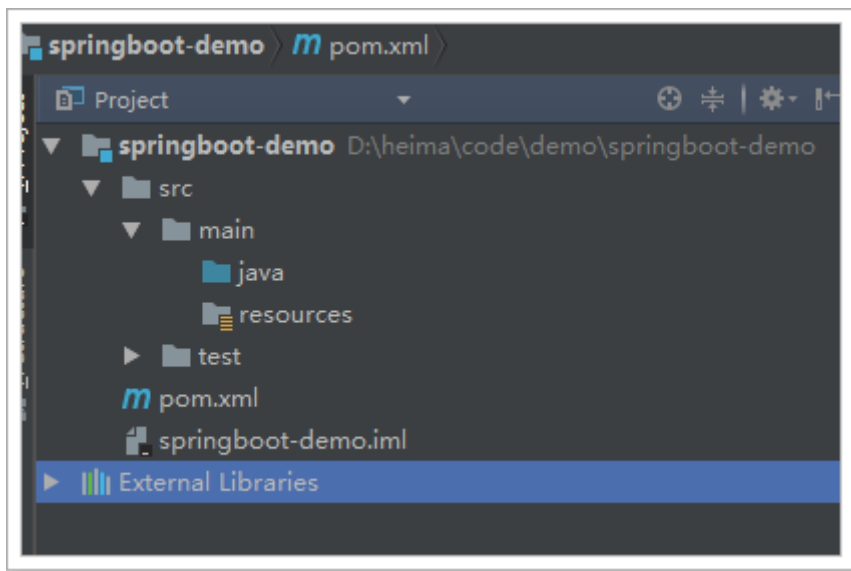 springboot-demo m pom.xml
Project
springboot-demo D:\heima\code\demo\springboot-demo
src
main
java
resources
test
m pom.xml
springboot-demo.iml
External Libraries